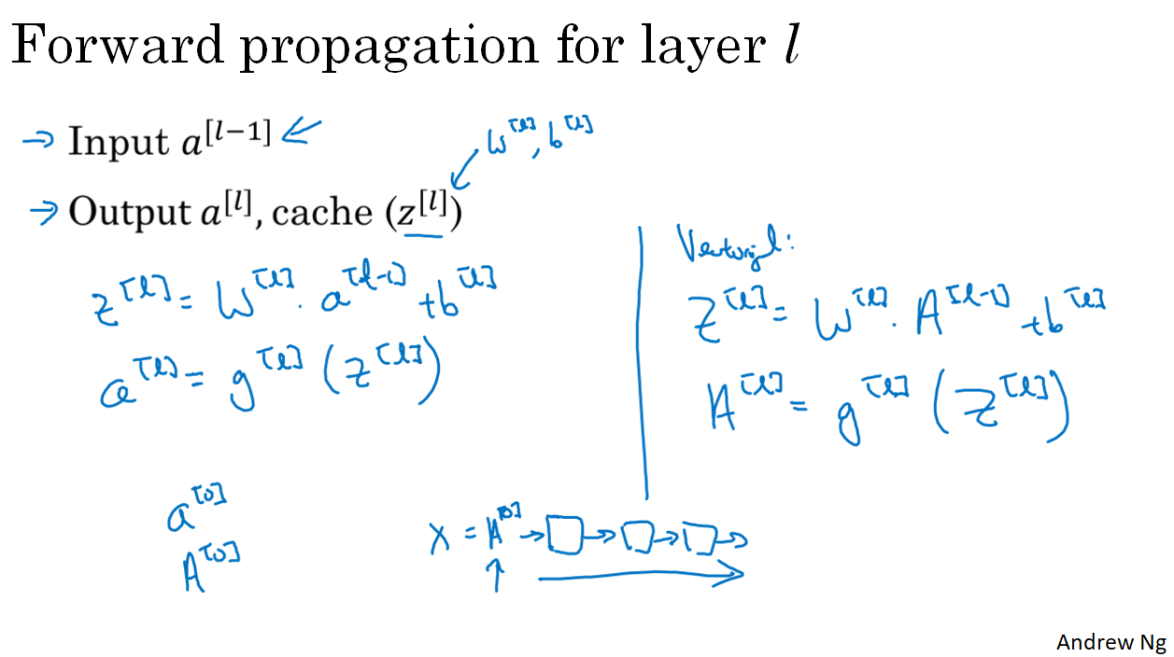 Forward propagation for layer l
→ Input a^[l−1] ←
w^[l], b^[l]
→ Output a^[l], cache (z^[l])
z^[l] = W^[l] · a^[l-1] + b^[l]
a^[l] = g^[l] (z^[l])
Vectorized:
Z^[l] = W^[l] · A^[l-1] + b^[l]
A^[l] = g^[l] (Z^[l])
a^[0]
A^[0]
X = A^[0] → □ → □ → □ →
Andrew Ng